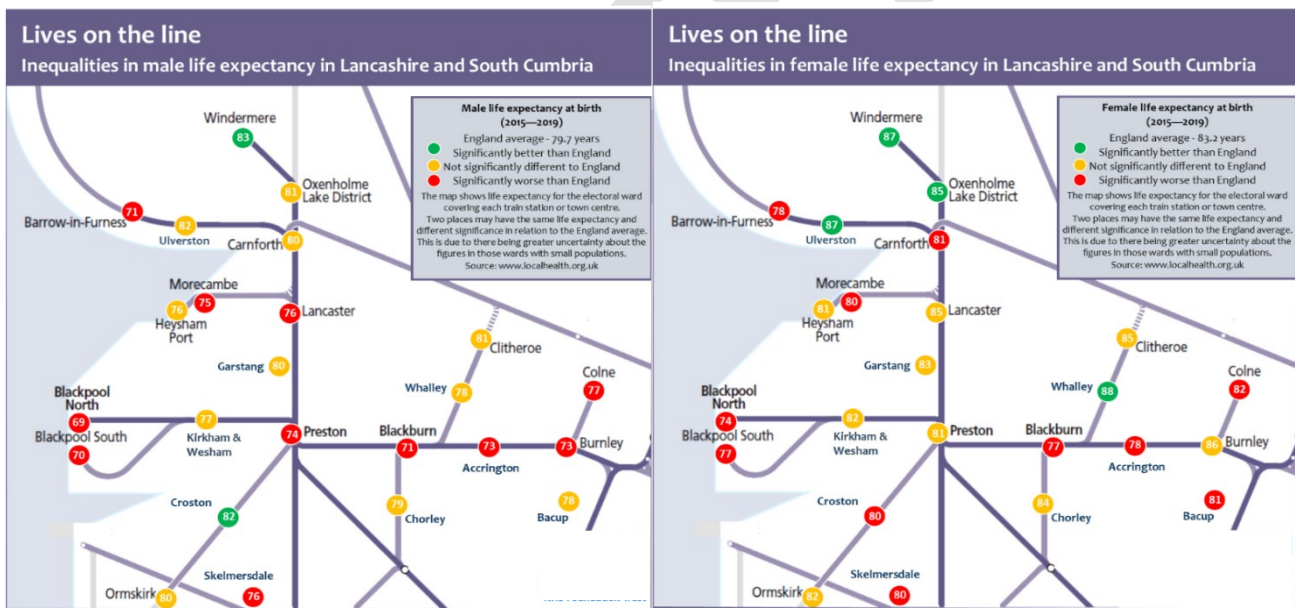 Lives on the line
Inequalities in male life expectancy in Lancashire and South Cumbria
Male life expectancy at birth
(2015—2019)
England average - 79.7 years
Significantly better than England
Not significantly different to England
Significantly worse than England
The map shows life expectancy for the electoral ward
covering each train station or town centre.
Two places may have the same life expectancy and
different significance in relation to the England average.
This is due to there being greater uncertainty about the
figures in those wards with small populations.
Source: www.localhealth.org.uk
Windermere
83
81
Oxenholme
Lake District
71
Barrow-in-Furness
82
Ulverston
Carnforth
80
Morecambe
76
75
Heysham
Port
76
Lancaster
Garstang
80
81
Clitheroe
Whalley
78
Colne
77
Blackpool
North
69
Blackpool South
70
77
Kirkham &
Wesham
74
Preston
Blackburn
71
73
Accrington
73
Burnley
Croston
82
79
Chorley
78
Bacup
Ormskirk
80
Skelmersdale
76
Lives on the line
Inequalities in female life expectancy in Lancashire and South Cumbria
Female life expectancy at birth
(2015—2019)
England average - 83.2 years
Significantly better than England
Not significantly different to England
Significantly worse than England
The map shows life expectancy for the electoral ward
covering each train station or town centre.
Two places may have the same life expectancy and
different significance in relation to the England average.
This is due to there being greater uncertainty about the
figures in those wards with small populations.
Source: www.localhealth.org.uk
Windermere
87
85
Oxenholme
Lake District
78
Barrow-in-Furness
87
Ulverston
Carnforth
81
Morecambe
81
80
Heysham
Port
85
Lancaster
Garstang
83
85
Clitheroe
Whalley
88
Colne
82
Blackpool
North
74
Blackpool South
77
82
Kirkham &
Wesham
81
Preston
Blackburn
77
78
Accrington
86
Burnley
Croston
80
84
Chorley
81
Bacup
Ormskirk
82
Skelmersdale
80